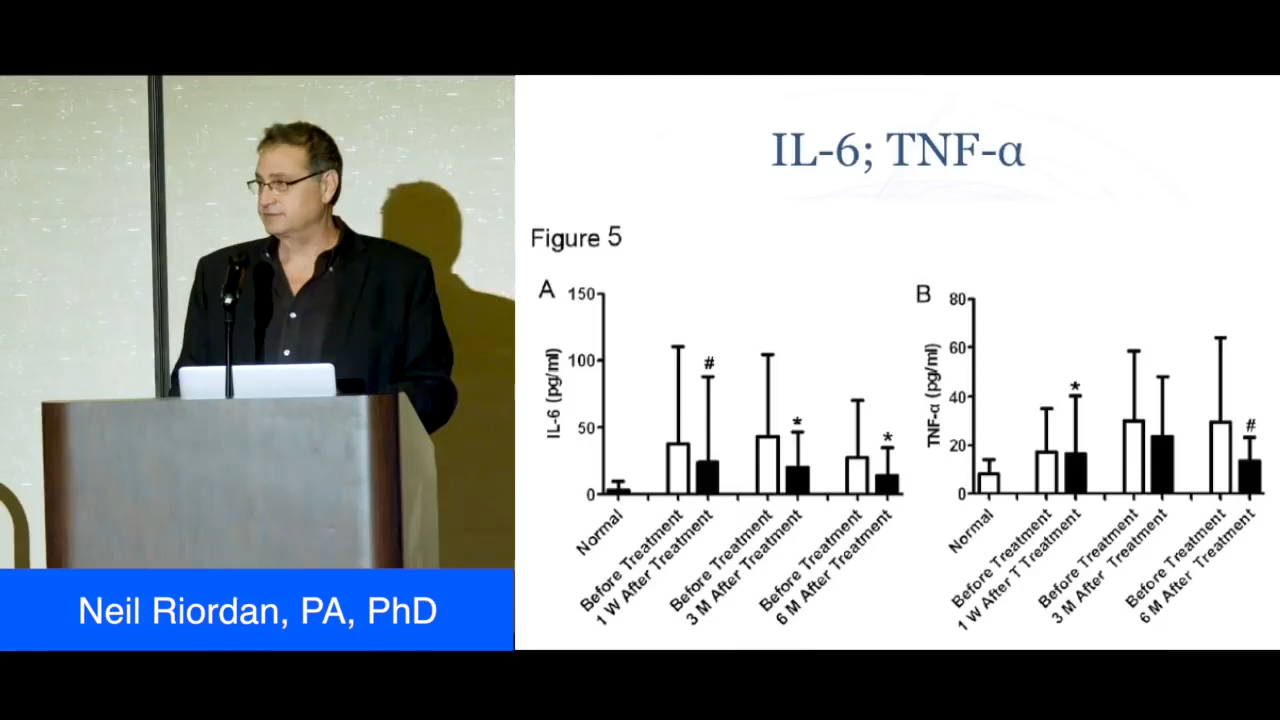 IL-6; TNF-α
Figure 5
A
IL-6 (pg/ml)
150
100
50
0
#
*
*
Normal
Before Treatment
1 W After Treatment
Before Treatment
3 M After Treatment
Before Treatment
6 M After Treatment
B
TNF-α (pg/ml)
80
60
40
20
0
*
#
Normal
Before Treatment
1 W After T Treatment
Before Treatment
3 M After Treatment
Before Treatment
6 M After Treatment
Neil Riordan, PA, PhD